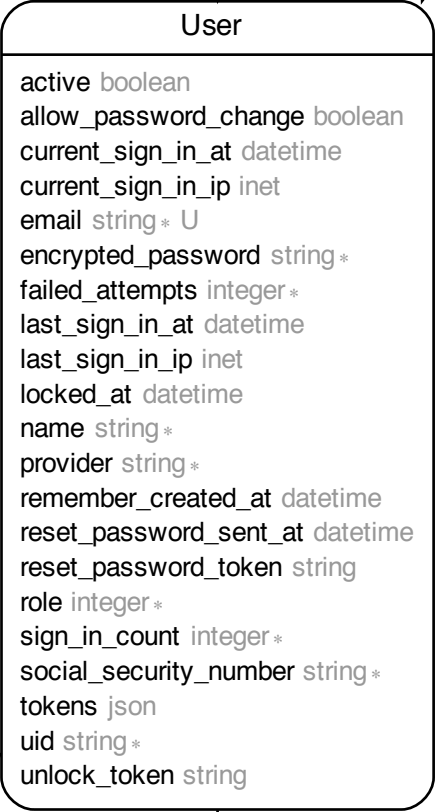 User
active boolean
allow_password_change boolean
current_sign_in_at datetime
current_sign_in_ip inet
email string * U
encrypted_password string *
failed_attempts integer *
last_sign_in_at datetime
last_sign_in_ip inet
locked_at datetime
name string *
provider string *
remember_created_at datetime
reset_password_sent_at datetime
reset_password_token string
role integer *
sign_in_count integer *
social_security_number string *
tokens json
uid string *
unlock_token string